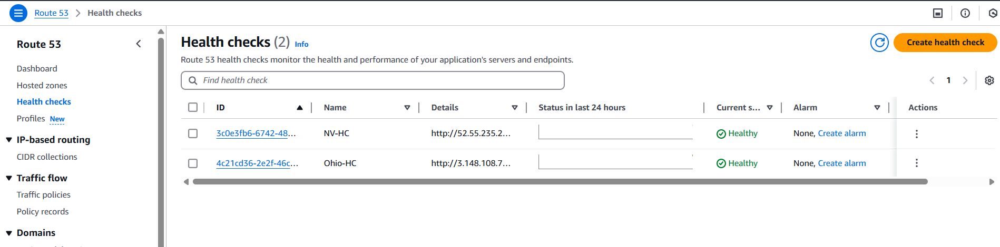 Route 53 > Health checks
Route 53
Dashboard
Hosted zones
Health checks
Profiles New
IP-based routing
CIDR collections
Traffic flow
Traffic policies
Policy records
Domains
Health checks (2) Info
Create health check
Route 53 health checks monitor the health and performance of your application's servers and endpoints.
Find health check
1
ID Name Details Status in last 24 hours Current s... Alarm Actions
3c0e3fb6-6742-48... NV-HC http://52.55.235.2... Healthy None, Create alarm
4c21cd36-2e2f-46c... Ohio-HC http://3.148.108.7... Healthy None, Create alarm